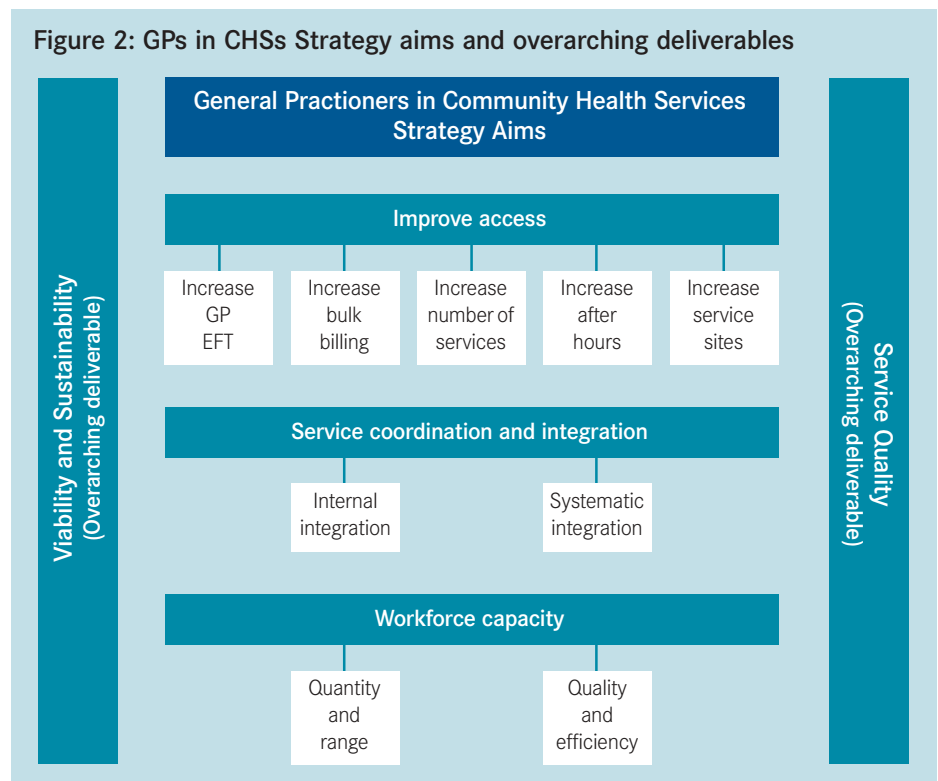 Figure 2: GPs in CHSs Strategy aims and overarching deliverables
Viability and Sustainability
(Overarching deliverable)
General Practioners in Community Health Services
Strategy Aims
Improve access
Increase
GP
EFT
Increase
bulk
billing
Increase
number of
services
Increase
after
hours
Increase
service
sites
Service coordination and integration
Internal
integration
Systematic
integration
Workforce capacity
Quantity
and
range
Quality
and
efficiency
Service Quality
(Overarching deliverable)